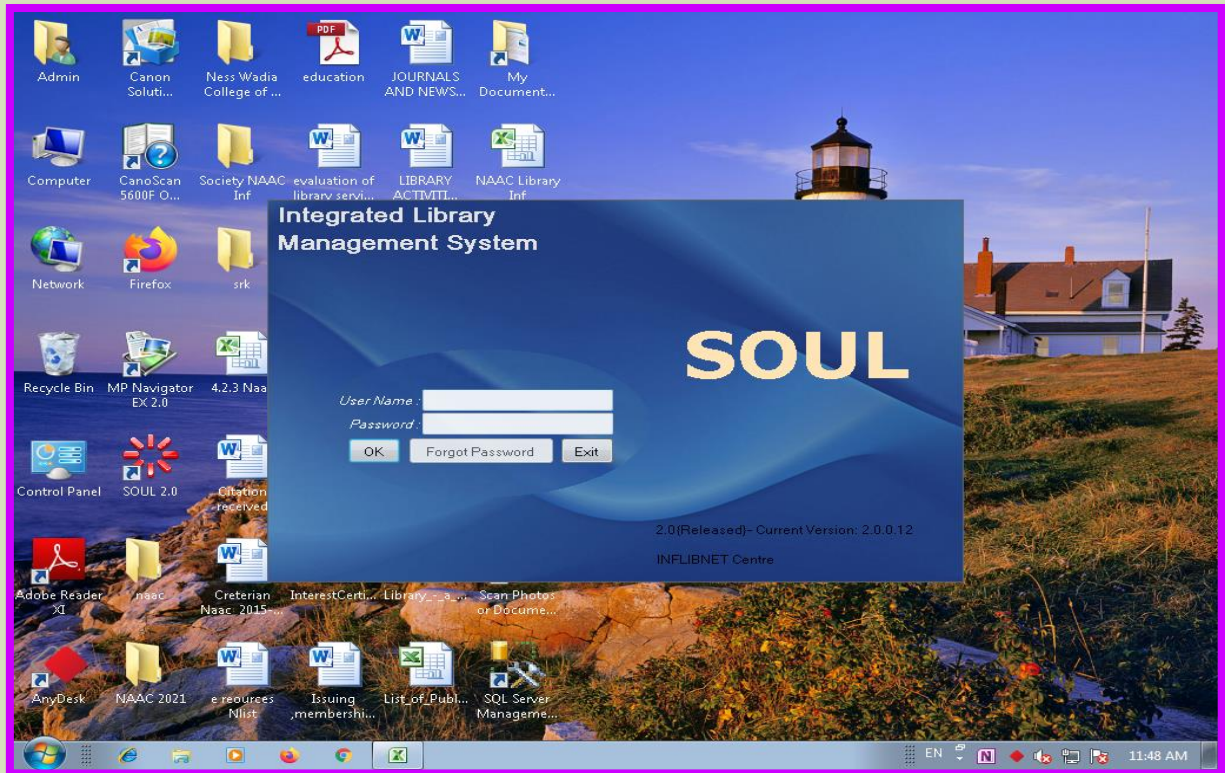 Admin
Canon
Soluti...
Ness Wadia
College of ...
PDF
education
JOURNALS
AND NEWS...
My
Document...
Computer
CanoScan
5600F O...
Society NAAC
Inf
evaluation of
library servi...
LIBRARY
ACTIVITI...
NAAC Library
Inf
Network
Firefox
srk
Recycle Bin
MP Navigator
EX 2.0
4.2.3 Naa
Control Panel
SOUL 2.0
Citation
received
Integrated Library
Management System
SOUL
User Name :
Password :
OK
Forgot Password
Exit
2.0(Released)- Current Version: 2.0.0.12
INFLIBNET Centre
Adobe Reader
XI
naac
Creterian
Naac 2015-...
InterestCerti...
Library_-_a_...
Scan Photos
or Docume...
AnyDesk
NAAC 2021
e reources
Nlist
Issuing
,membershi...
List_of_Publ...
SQL Server
Manageme...
EN
N
11:48 AM